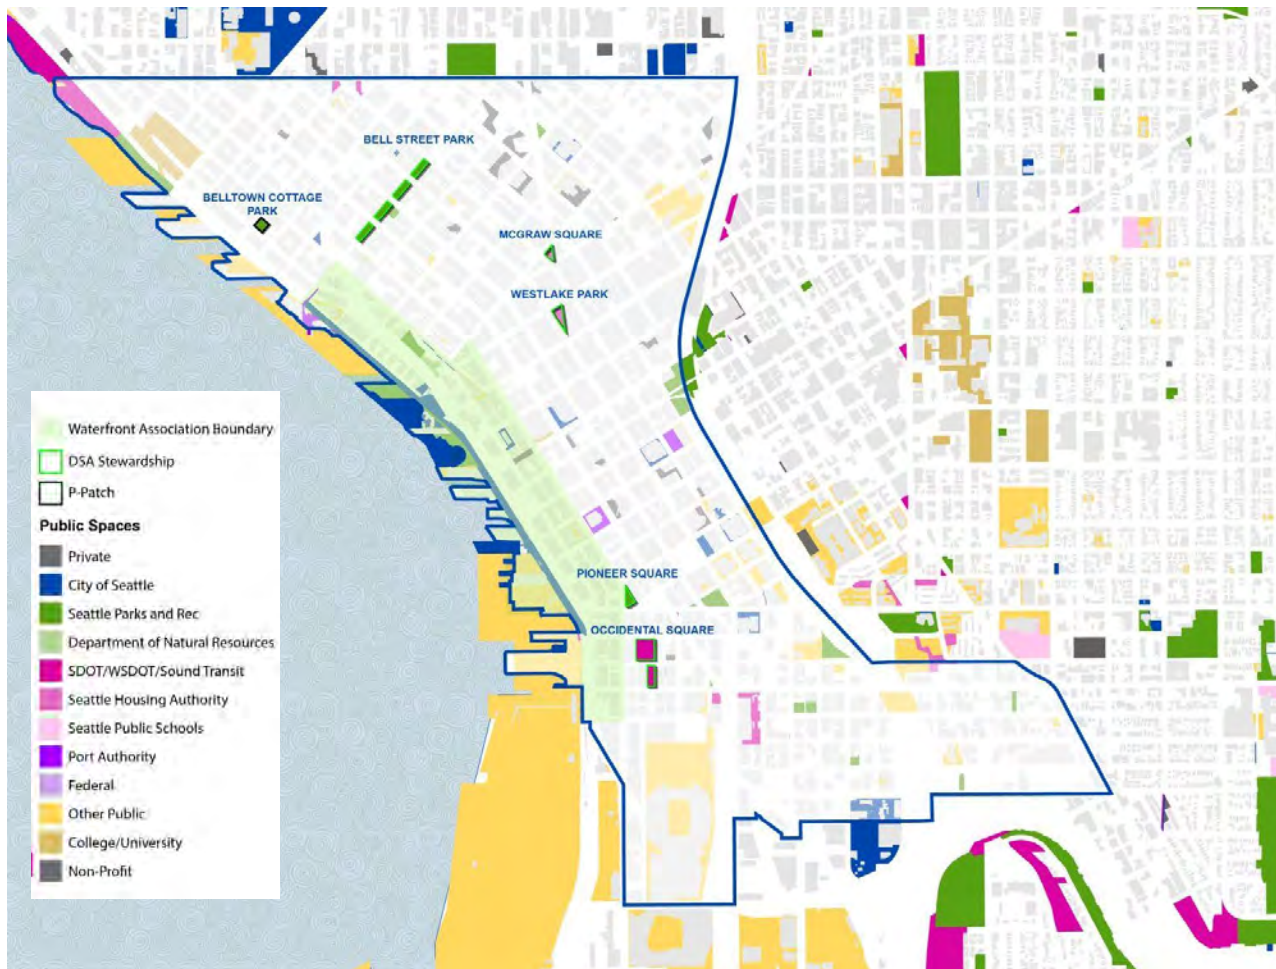 BELL STREET PARK
BELLTOWN COTTAGE
PARK
MCGRAW SQUARE
WESTLAKE PARK
PIONEER SQUARE
OCCIDENTAL SQUARE
Waterfront Association Boundary
DSA Stewardship
P-Patch
Public Spaces
Private
City of Seattle
Seattle Parks and Rec
Department of Natural Resources
SDOT/WSDOT/Sound Transit
Seattle Housing Authority
Seattle Public Schools
Port Authority
Federal
Other Public
College/University
Non-Profit